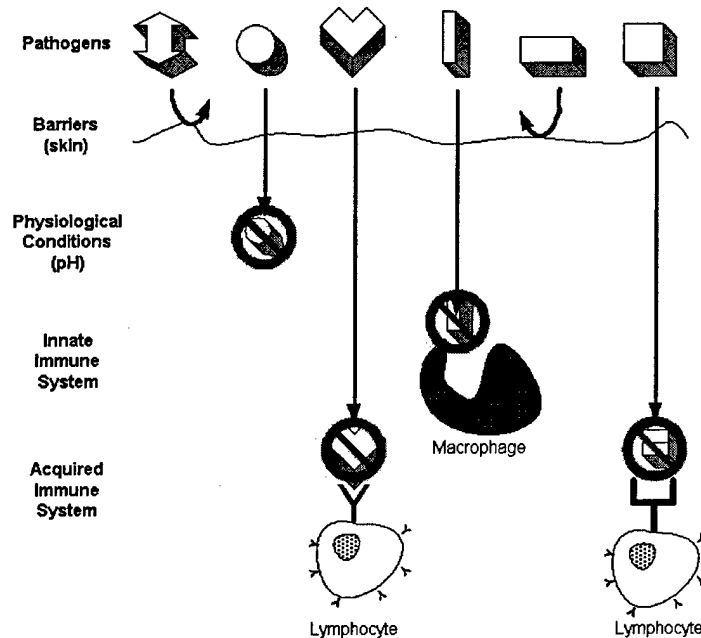 Pathogens
Barriers
(skin)
Physiological
Conditions
(pH)
Innate
Immune
System
Macrophage
Acquired
Immune
System
Lymphocyte
Lymphocyte